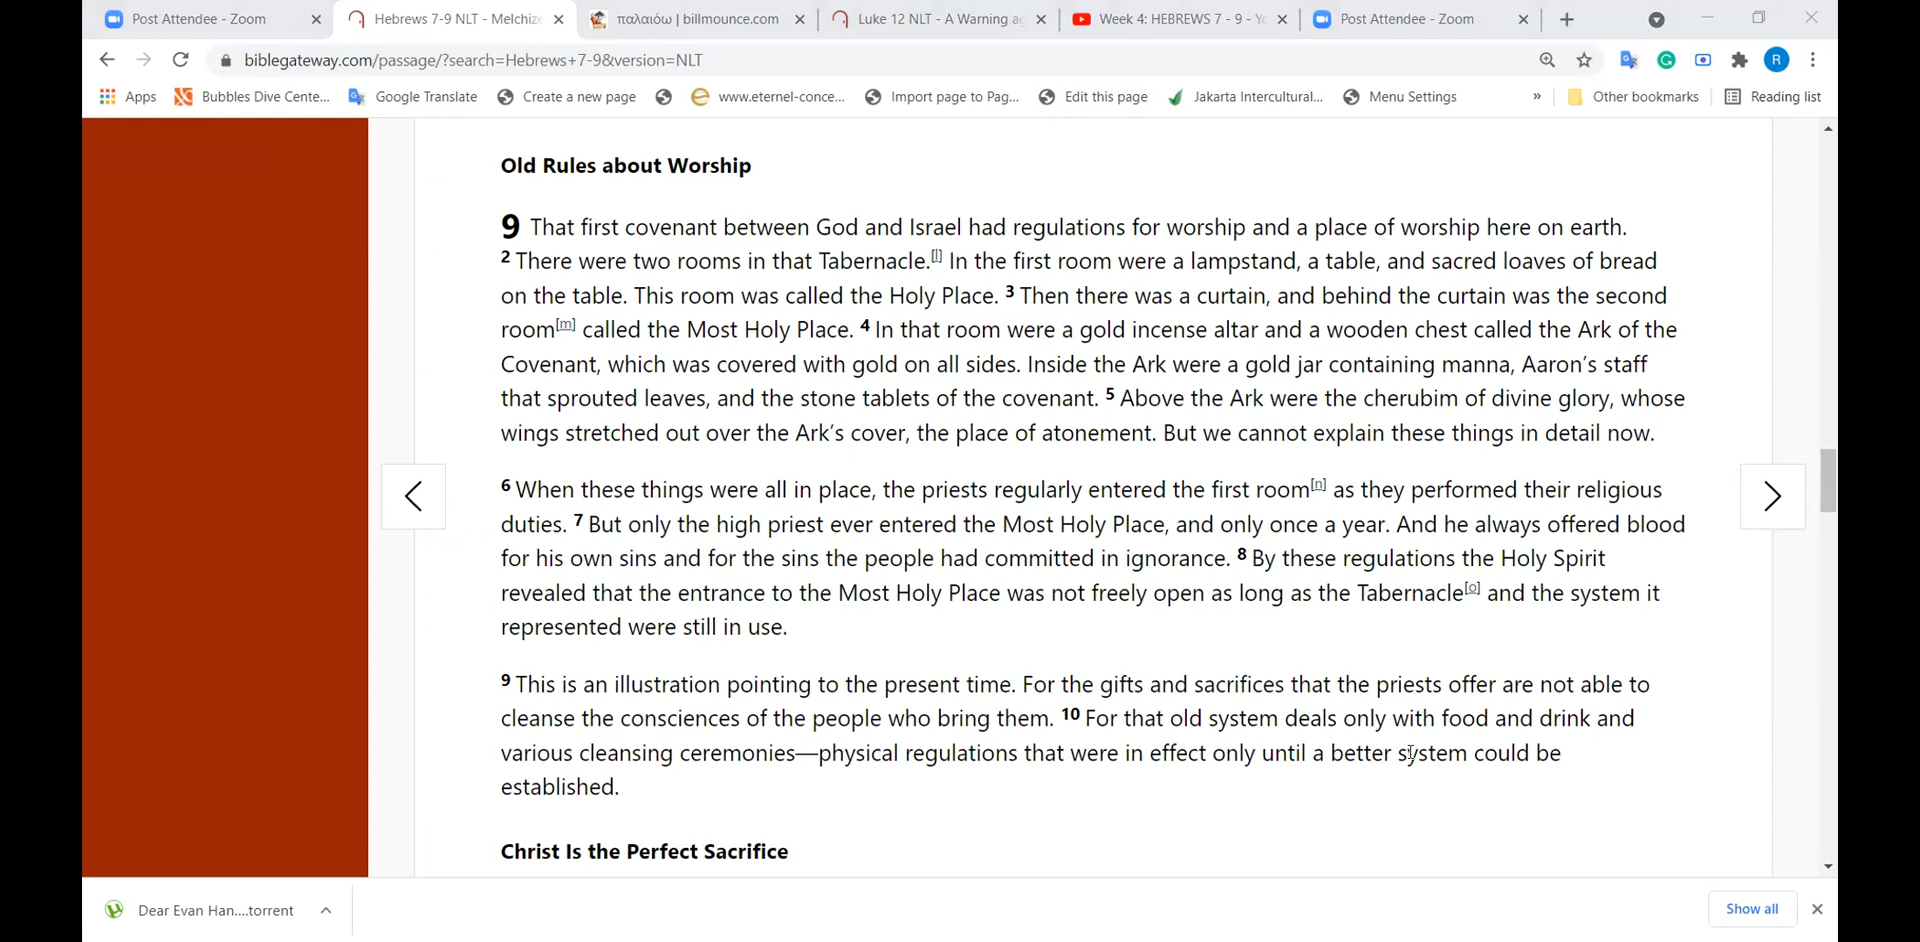 Post Attendee - Zoom
Hebrews 7-9 NLT - Melchize
παλαιόω | billmounce.com
Luke 12 NLT - A Warning ag
Week 4: HEBREWS 7 - 9 - Yo
Post Attendee - Zoom
biblegateway.com/passage/?search=Hebrews+7-9&version=NLT
R
Apps
Bubbles Dive Cente...
Google Translate
Create a new page
www.eternel-conce...
Import page to Pag...
Edit this page
Jakarta Intercultural...
Menu Settings
»
Other bookmarks
Reading list
Old Rules about Worship
9 That first covenant between God and Israel had regulations for worship and a place of worship here on earth.
2 There were two rooms in that Tabernacle.[l] In the first room were a lampstand, a table, and sacred loaves of bread
on the table. This room was called the Holy Place. 3 Then there was a curtain, and behind the curtain was the second
room[m] called the Most Holy Place. 4 In that room were a gold incense altar and a wooden chest called the Ark of the
Covenant, which was covered with gold on all sides. Inside the Ark were a gold jar containing manna, Aaron's staff
that sprouted leaves, and the stone tablets of the covenant. 5 Above the Ark were the cherubim of divine glory, whose
wings stretched out over the Ark's cover, the place of atonement. But we cannot explain these things in detail now.
6 When these things were all in place, the priests regularly entered the first room[n] as they performed their religious
duties. 7 But only the high priest ever entered the Most Holy Place, and only once a year. And he always offered blood
for his own sins and for the sins the people had committed in ignorance. 8 By these regulations the Holy Spirit
revealed that the entrance to the Most Holy Place was not freely open as long as the Tabernacle[o] and the system it
represented were still in use.
9 This is an illustration pointing to the present time. For the gifts and sacrifices that the priests offer are not able to
cleanse the consciences of the people who bring them. 10 For that old system deals only with food and drink and
various cleansing ceremonies—physical regulations that were in effect only until a better system could be
established.
Christ Is the Perfect Sacrifice
Dear Evan Han....torrent
Show all